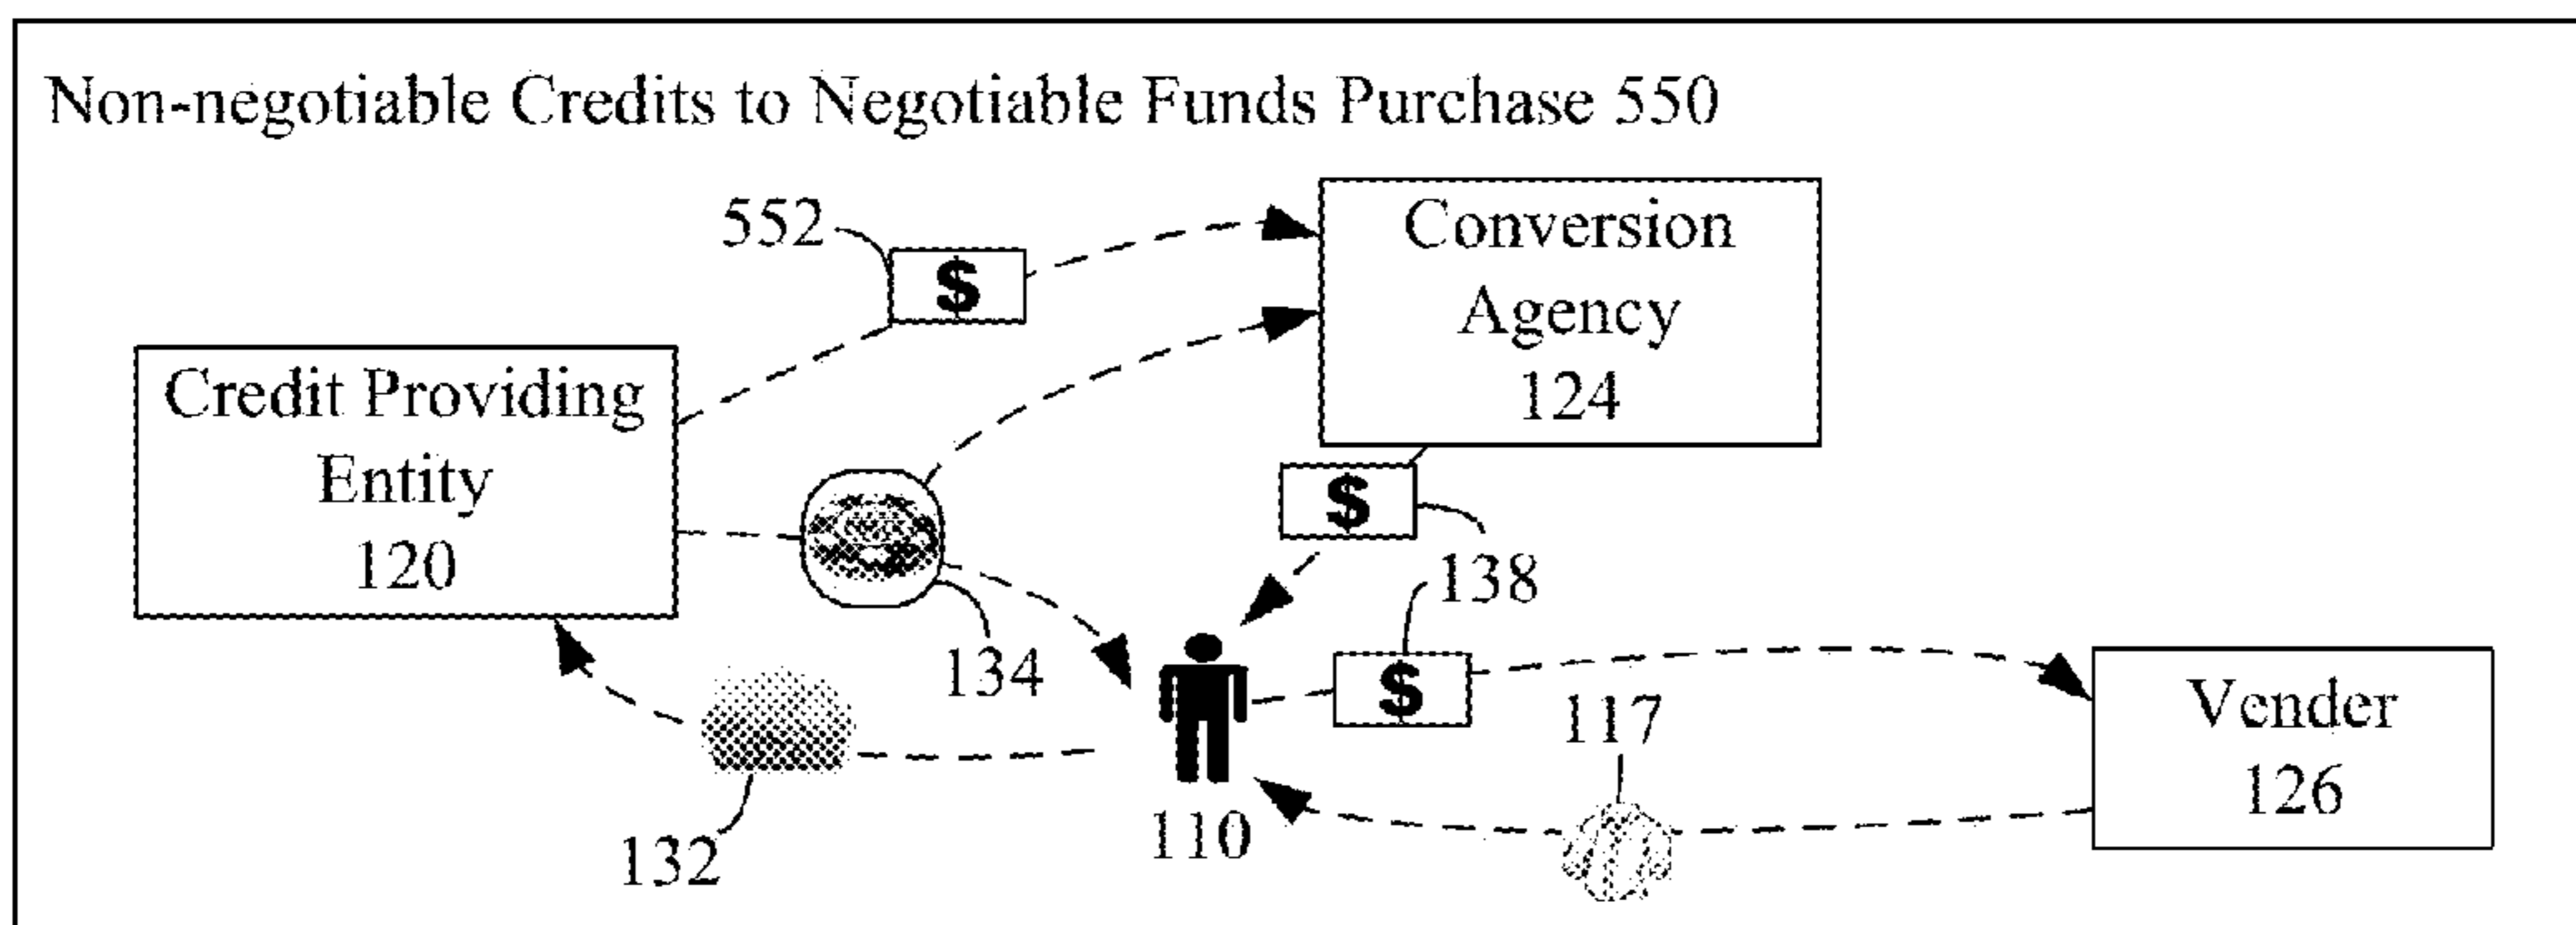 Non-negotiable Credits to Negotiable Funds Purchase 550
552
$
Conversion
Agency
124
Credit Providing
Entity
120
$
138
134
$
117
Vender
126
110
132